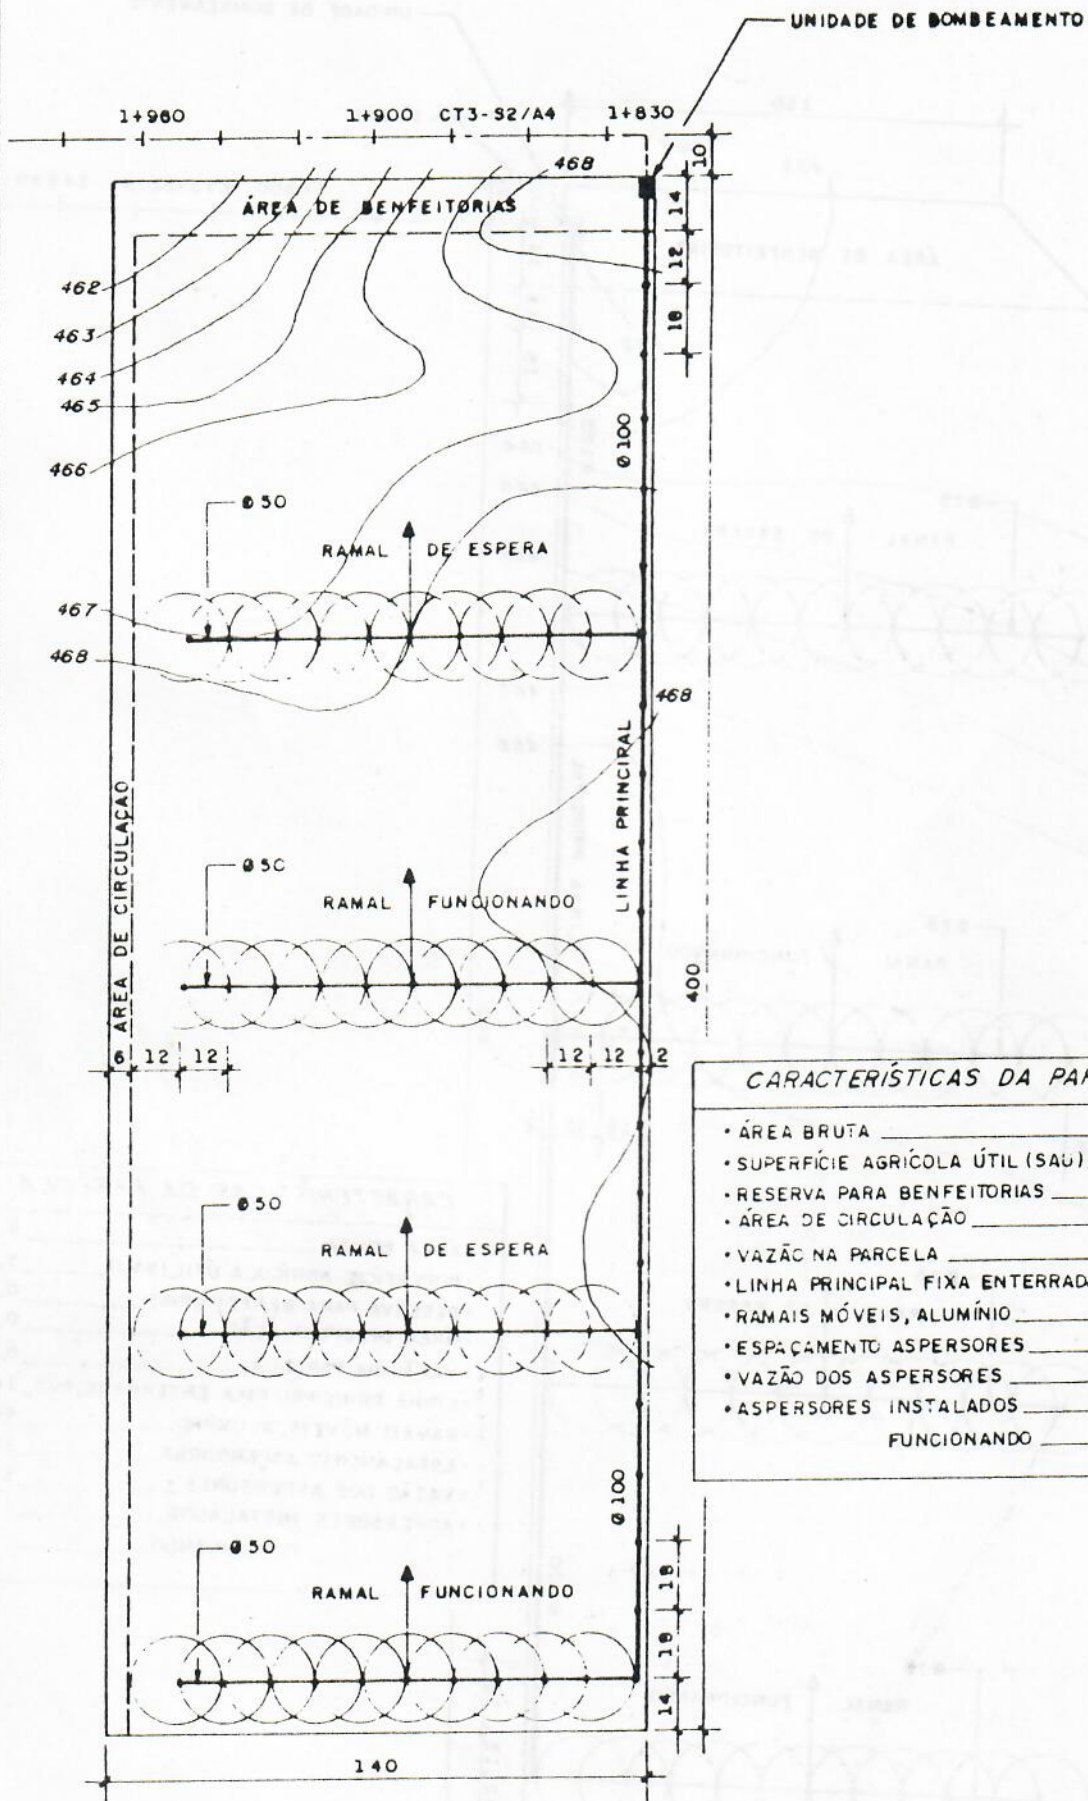 UNIDADE DE BOMBEAMENTO
1+960 1+900 CT3-S2/A4 1+830
468
10
ÁREA DE BENFEITORIAS
14
12
18
462
463
464
465
466
Ø 100
Ø 50
RAMAL DE ESPERA
467
468
468
LINHA PRINCIPAL
ÁREA DE CIRCULAÇÃO
Ø 50
RAMAL FUNCIONANDO
400
6 12 12 12 12 2
CARACTERÍSTICAS DA PAR
• ÁREA BRUTA
• SUPERFÍCIE AGRÍCOLA ÚTIL (SAU)
• RESERVA PARA BENFEITORIAS
• ÁREA DE CIRCULAÇÃO
• VAZÃO NA PARCELA
• LINHA PRINCIPAL FIXA ENTERRAD
• RAMAIS MÓVEIS, ALUMÍNIO
• ESPAÇAMENTO ASPERSORES
• VAZÃO DOS ASPERSORES
• ASPERSORES INSTALADOS
FUNCIONANDO
Ø 50
RAMAL DE ESPERA
Ø 100
Ø 50
RAMAL FUNCIONANDO
18
18
14
140